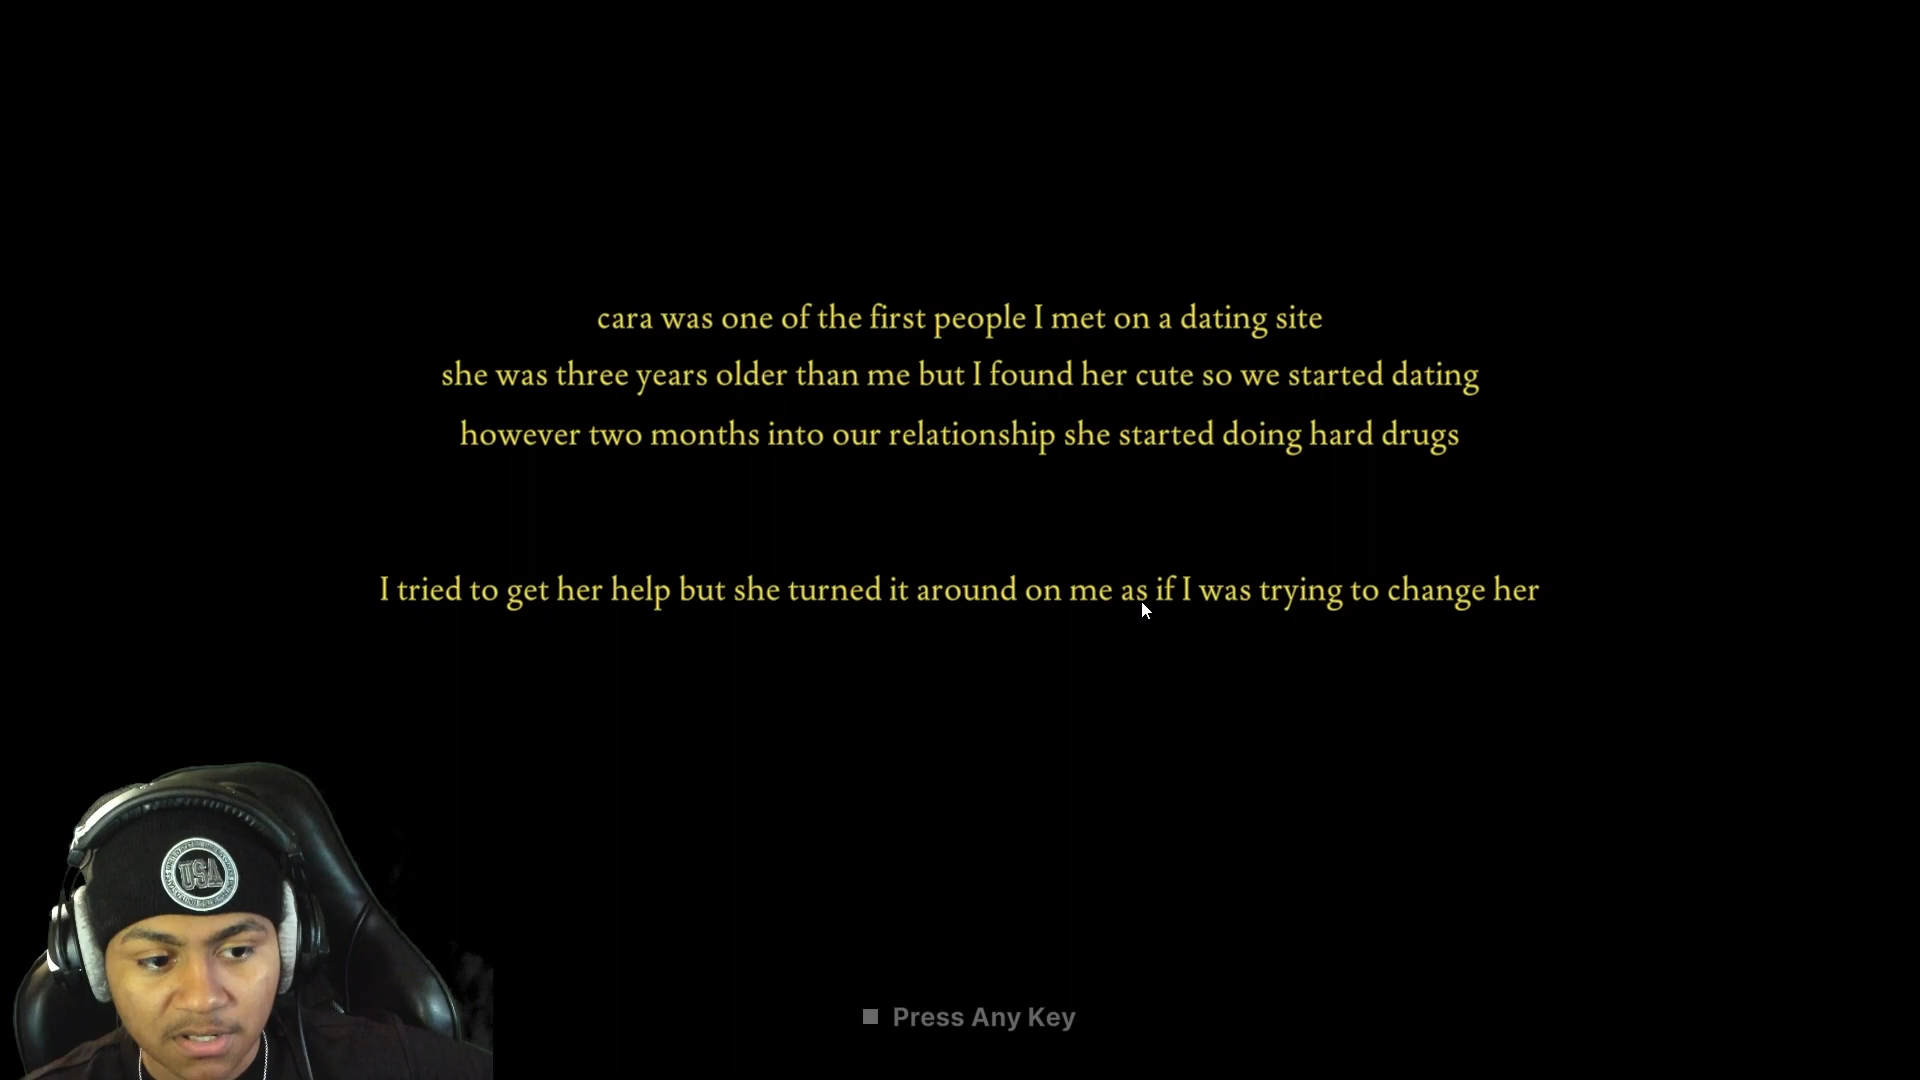 cara was one of the first people I met on a dating site
she was three years older than me but I found her cute so we started dating
however two months into our relationship she started doing hard drugs
I tried to get her help but she turned it around on me as if I was trying to change her
USA
Press Any Key